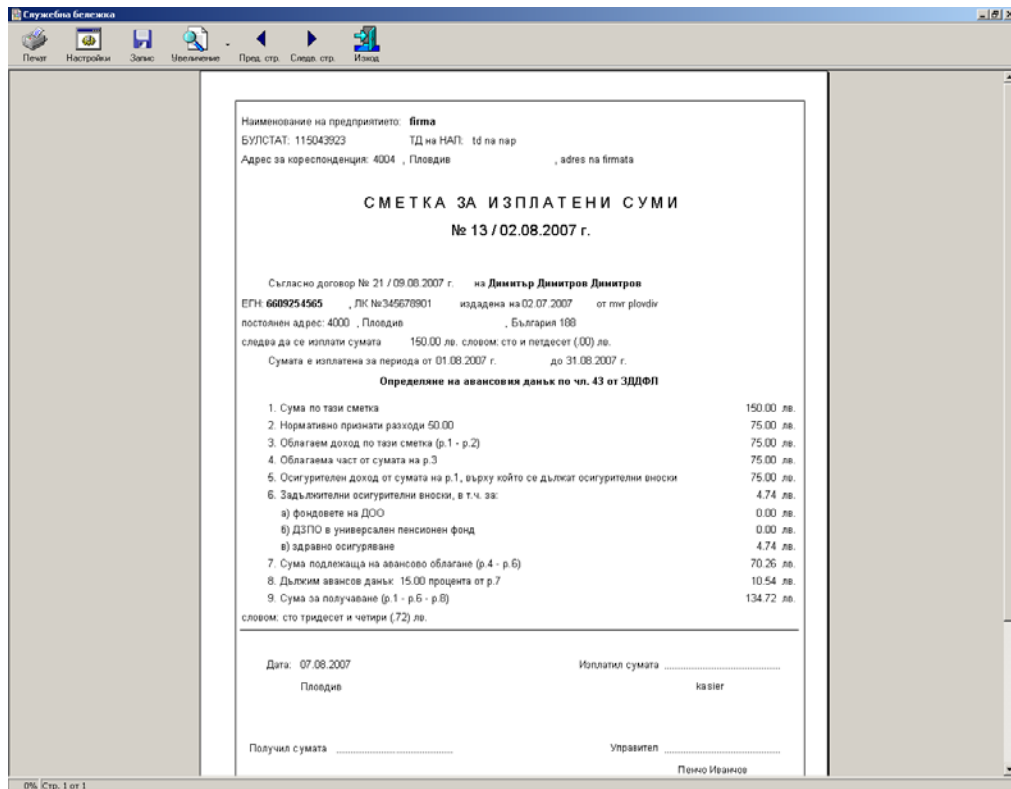 Служебна бележка
Печат Настройки Запис Увеличение Пред. стр. Следв. стр. Изход
Наименование на предприятието: firma
БУЛСТАТ: 115043923 ТД на НАП: td na nap
Адрес за кореспонденция: 4004 , Пловдив , adres na firmata
СМЕТКА ЗА ИЗПЛАТЕНИ СУМИ
№ 13 / 02.08.2007 г.
Съгласно договор № 21 / 09.08.2007 г. на Димитър Димитров Димитров
ЕГН: 6609254565 , ЛК №345678901 издадена на 02.07.2007 от mvr plovdiv
постоянен адрес: 4000 , Пловдив , България 188
следва да се изплати сумата 150.00 лв. словом: сто и петдесет (.00) лв.
Сумата е изплатена за периода от 01.08.2007 г. до 31.08.2007 г.
Определяне на авансовия данък по чл. 43 от ЗДДФЛ
1. Сума по тази сметка 150.00 лв.
2. Нормативно признати разходи 50.00 75.00 лв.
3. Облагаем доход по тази сметка (р.1 - р.2) 75.00 лв.
4. Облагаема част от сумата на р.3 75.00 лв.
5. Осигурителен доход от сумата на р.1, върху който се дължат осигурителни вноски 75.00 лв.
6. Задължителни осигурителни вноски, в т.ч. за: 4.74 лв.
а) фондовете на ДОО 0.00 лв.
б) ДЗПО в универсален пенсионен фонд 0.00 лв.
в) здравно осигуряване 4.74 лв.
7. Сума подлежаща на авансово облагане (р.4 - р.6) 70.26 лв.
8. Дължим авансов данък 15.00 процента от р.7 10.54 лв.
9. Сума за получаване (р.1 - р.6 - р.8) 134.72 лв.
словом: сто тридесет и четири (.72) лв.
Дата: 07.08.2007 Изплатил сумата
Пловдив kasier
Получил сумата Управител
Пенчо Иванчов
0% Стр. 1 от 1